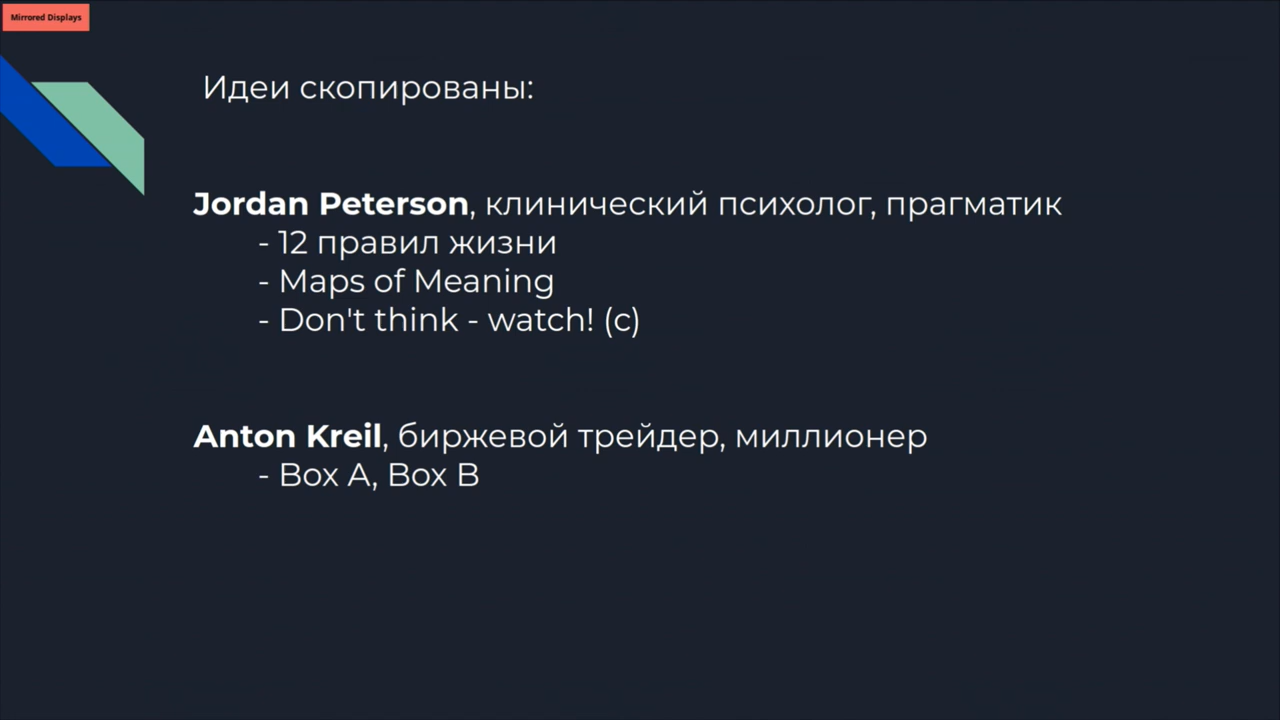 Mirrored Displays
Идеи скопированы:
Jordan Peterson, клинический психолог, прагматик
- 12 правил жизни
- Maps of Meaning
- Don't think - watch! (c)
Anton Kreil, биржевой трейдер, миллионер
- Box A, Box B